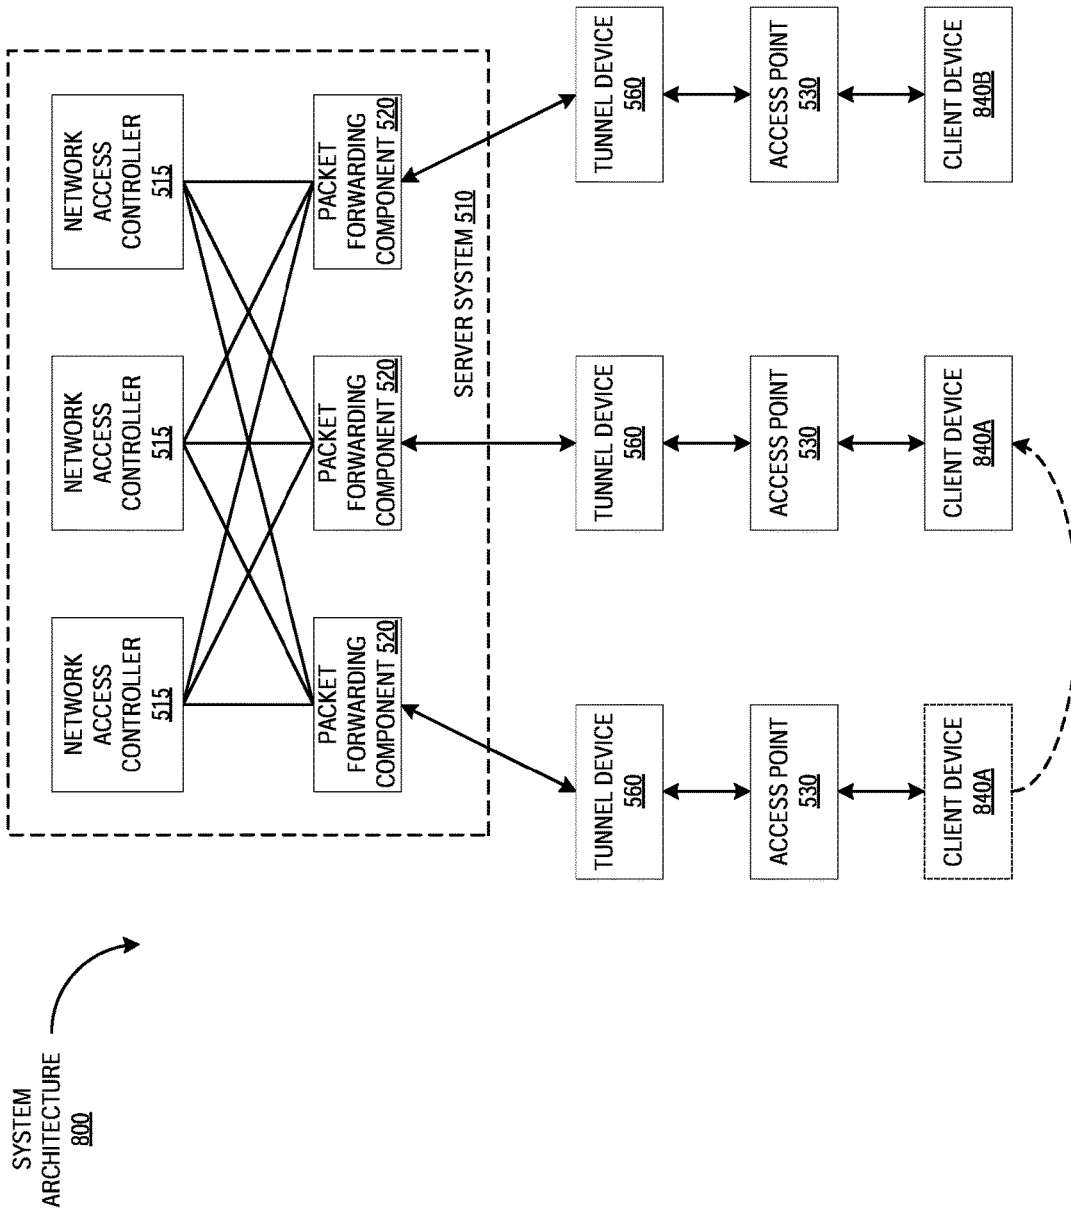 SYSTEM
ARCHITECTURE
800
NETWORK
ACCESS
CONTROLLER
515
NETWORK
ACCESS
CONTROLLER
515
NETWORK
ACCESS
CONTROLLER
515
PACKET
FORWARDING
COMPONENT 520
PACKET
FORWARDING
COMPONENT 520
PACKET
FORWARDING
COMPONENT 520
SERVER SYSTEM 510
TUNNEL DEVICE
560
TUNNEL DEVICE
560
TUNNEL DEVICE
560
ACCESS POINT
530
ACCESS POINT
530
ACCESS POINT
530
CLIENT DEVICE
840A
CLIENT DEVICE
840A
CLIENT DEVICE
840B